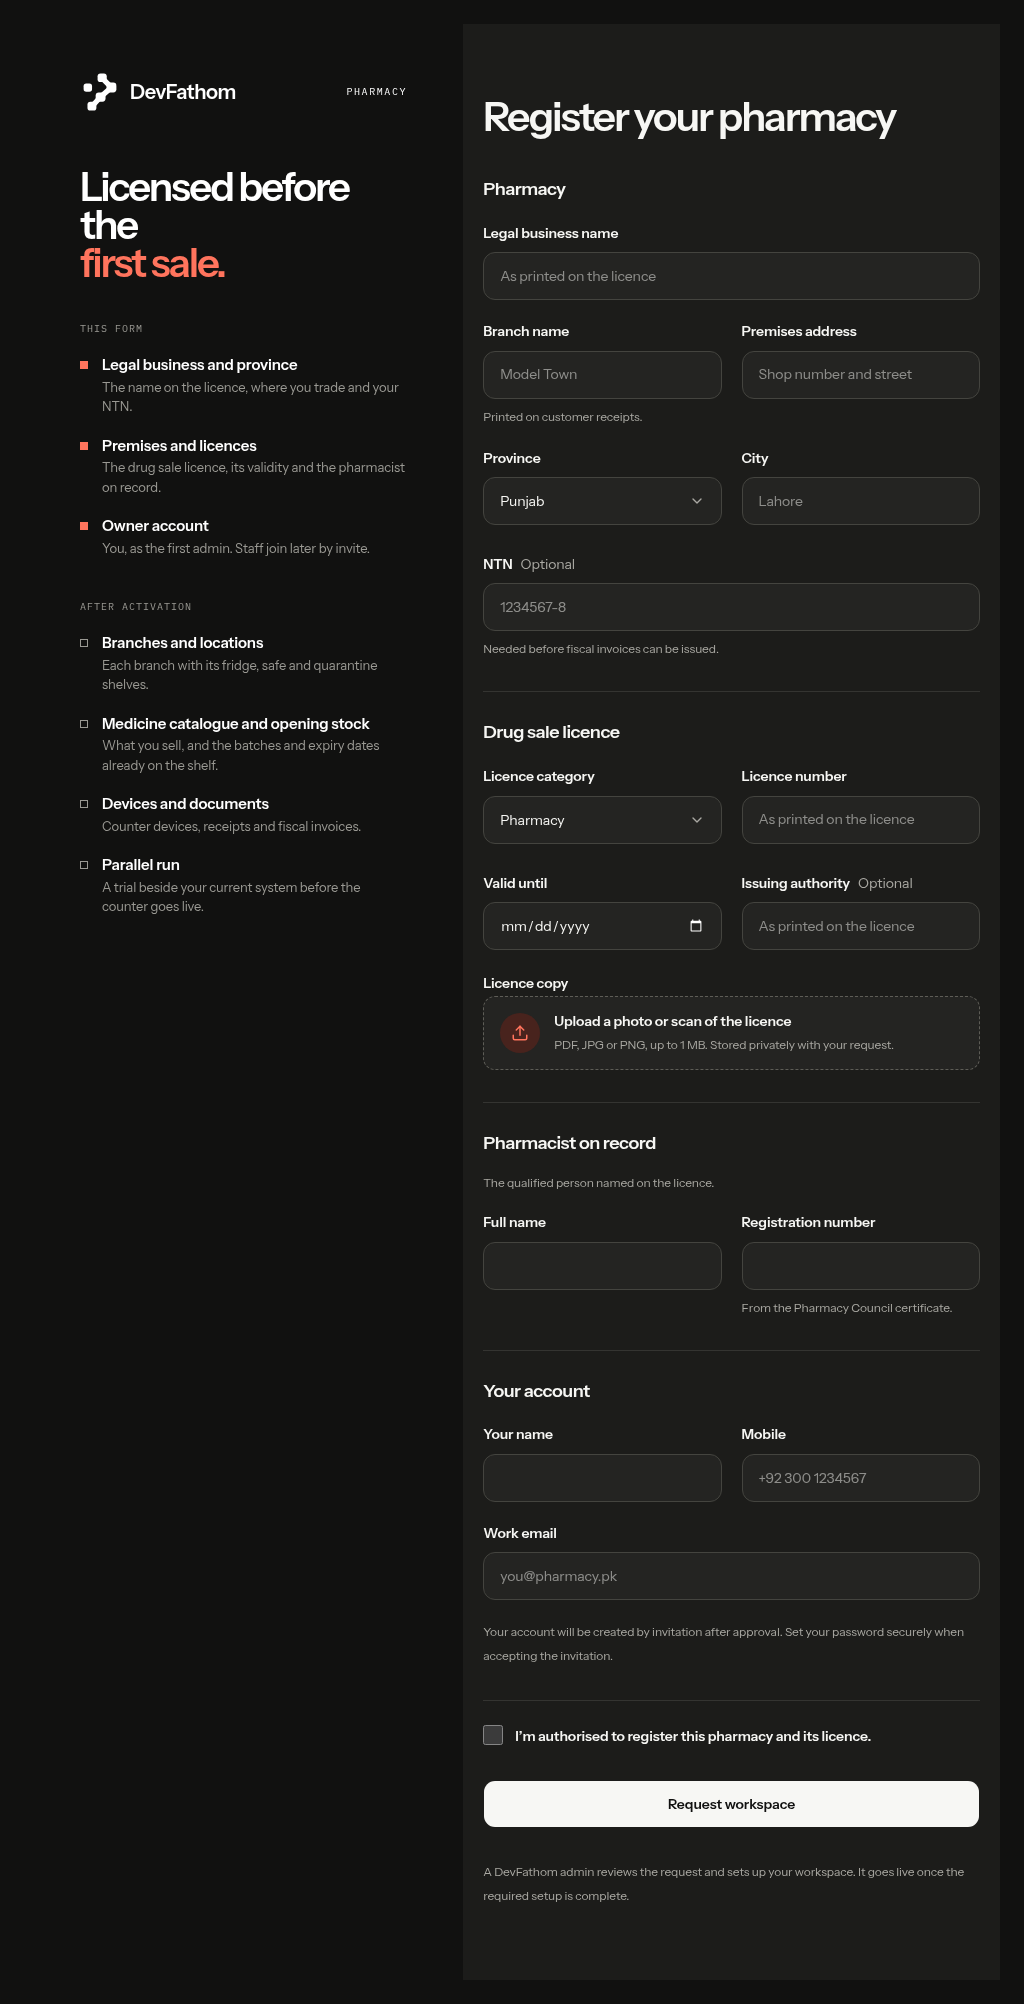 DevFathom
PHARMACY
Licensed before
the
first sale.
THIS FORM
Legal business and province
The name on the licence, where you trade and your
NTN.
Premises and licences
The drug sale licence, its validity and the pharmacist
on record.
Owner account
You, as the first admin. Staff join later by invite.
AFTER ACTIVATION
Branches and locations
Each branch with its fridge, safe and quarantine
shelves.
Medicine catalogue and opening stock
What you sell, and the batches and expiry dates
already on the shelf.
Devices and documents
Counter devices, receipts and fiscal invoices.
Parallel run
A trial beside your current system before the
counter goes live.
Register your pharmacy
Pharmacy
Legal business name
As printed on the licence
Branch name
Premises address
Model Town
Shop number and street
Printed on customer receipts.
Province
City
Punjab
Lahore
NTN Optional
1234567-8
Needed before fiscal invoices can be issued.
Drug sale licence
Licence category
Licence number
Pharmacy
As printed on the licence
Valid until
Issuing authority Optional
mm/dd/yyyy
As printed on the licence
Licence copy
Upload a photo or scan of the licence
PDF, JPG or PNG, up to 1 MB. Stored privately with your request.
Pharmacist on record
The qualified person named on the licence.
Full name
Registration number
From the Pharmacy Council certificate.
Your account
Your name
Mobile
+92 300 1234567
Work email
you@pharmacy.pk
Your account will be created by invitation after approval. Set your password securely when
accepting the invitation.
I'm authorised to register this pharmacy and its licence.
Request workspace
A DevFathom admin reviews the request and sets up your workspace. It goes live once the
required setup is complete.